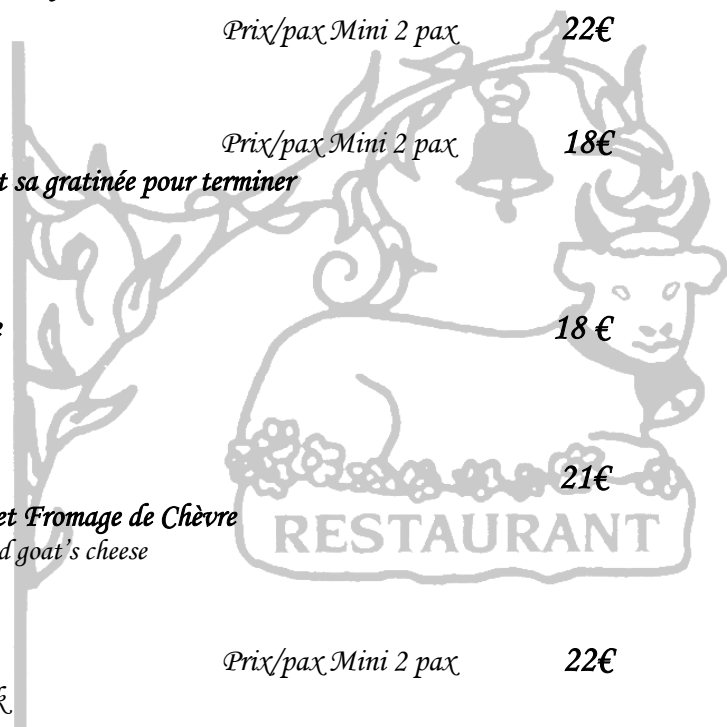 Prix/pax Mini 2 pax 22€
Prix/pax Mini 2 pax 18€
t sa gratinée pour terminer
18 €
21€
et Fromage de Chèvre
d goat's cheese
RESTAURANT
Prix/pax Mini 2 pax 22€
k